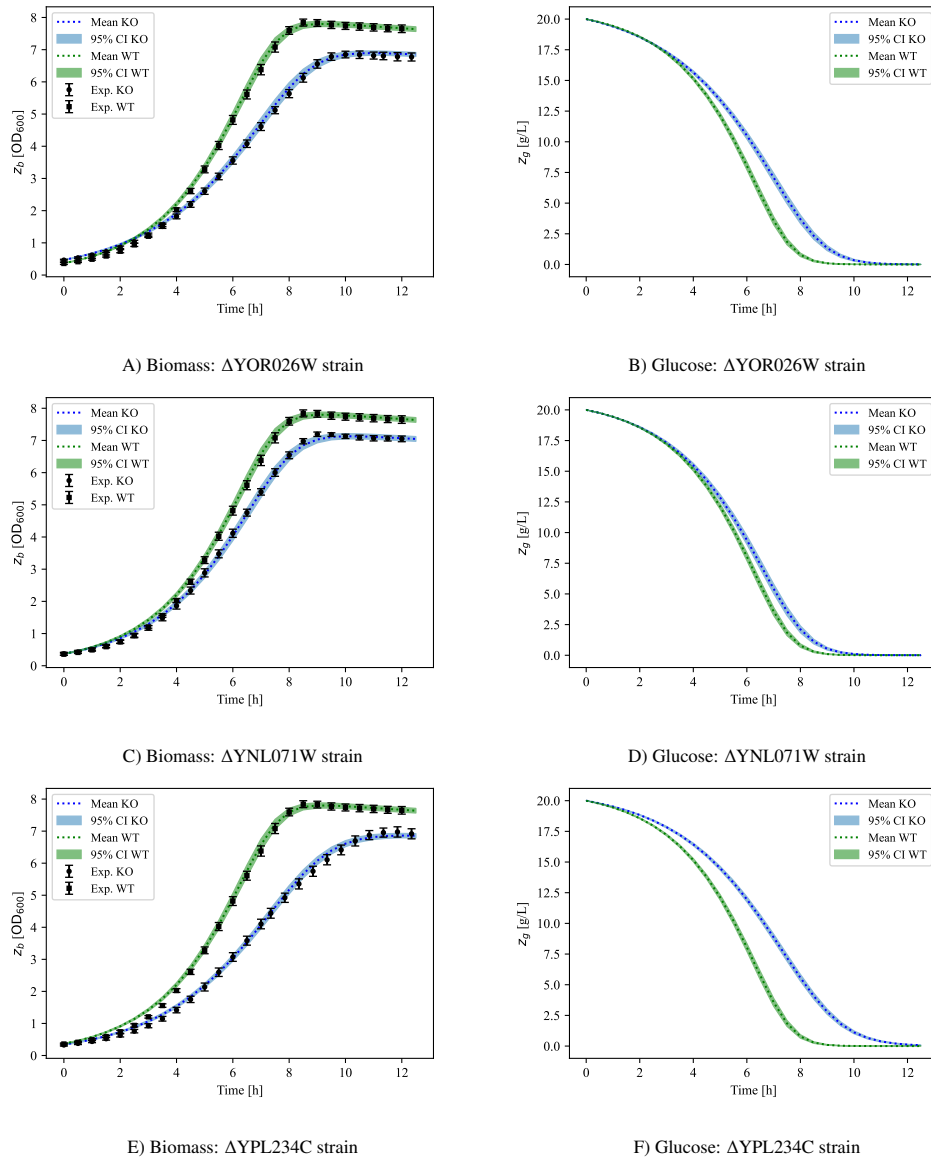 8
7
6
5
4
3
2
1
0
z_b [OD_600]
0 2 4 6 8 10 12
Time [h]
Mean KO
95% CI KO
Mean WT
95% CI WT
Exp. KO
Exp. WT
A) Biomass: ΔYOR026W strain
20.0
17.5
15.0
12.5
10.0
7.5
5.0
2.5
0.0
z_g [g/L]
0 2 4 6 8 10 12
Time [h]
Mean KO
95% CI KO
Mean WT
95% CI WT
B) Glucose: ΔYOR026W strain
8
7
6
5
4
3
2
1
0
z_b [OD_600]
0 2 4 6 8 10 12
Time [h]
Mean KO
95% CI KO
Mean WT
95% CI WT
Exp. KO
Exp. WT
C) Biomass: ΔYNL071W strain
20.0
17.5
15.0
12.5
10.0
7.5
5.0
2.5
0.0
z_g [g/L]
0 2 4 6 8 10 12
Time [h]
Mean KO
95% CI KO
Mean WT
95% CI WT
D) Glucose: ΔYNL071W strain
8
7
6
5
4
3
2
1
0
z_b [OD_600]
0 2 4 6 8 10 12
Time [h]
Mean KO
95% CI KO
Mean WT
95% CI WT
Exp. KO
Exp. WT
E) Biomass: ΔYPL234C strain
20.0
17.5
15.0
12.5
10.0
7.5
5.0
2.5
0.0
z_g [g/L]
0 2 4 6 8 10 12
Time [h]
Mean KO
95% CI KO
Mean WT
95% CI WT
F) Glucose: ΔYPL234C strain